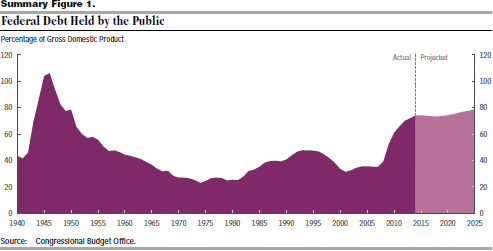 Summary Figure 1.
Federal Debt Held by the Public
Percentage of Gross Domestic Product
120 Actual Projected 120
100 100
80 80
60 60
40 40
20 20
0 0
1940 1945 1950 1955 1960 1965 1970 1975 1980 1985 1990 1995 2000 2005 2010 2015 2020 2025
Source: Congressional Budget Office.